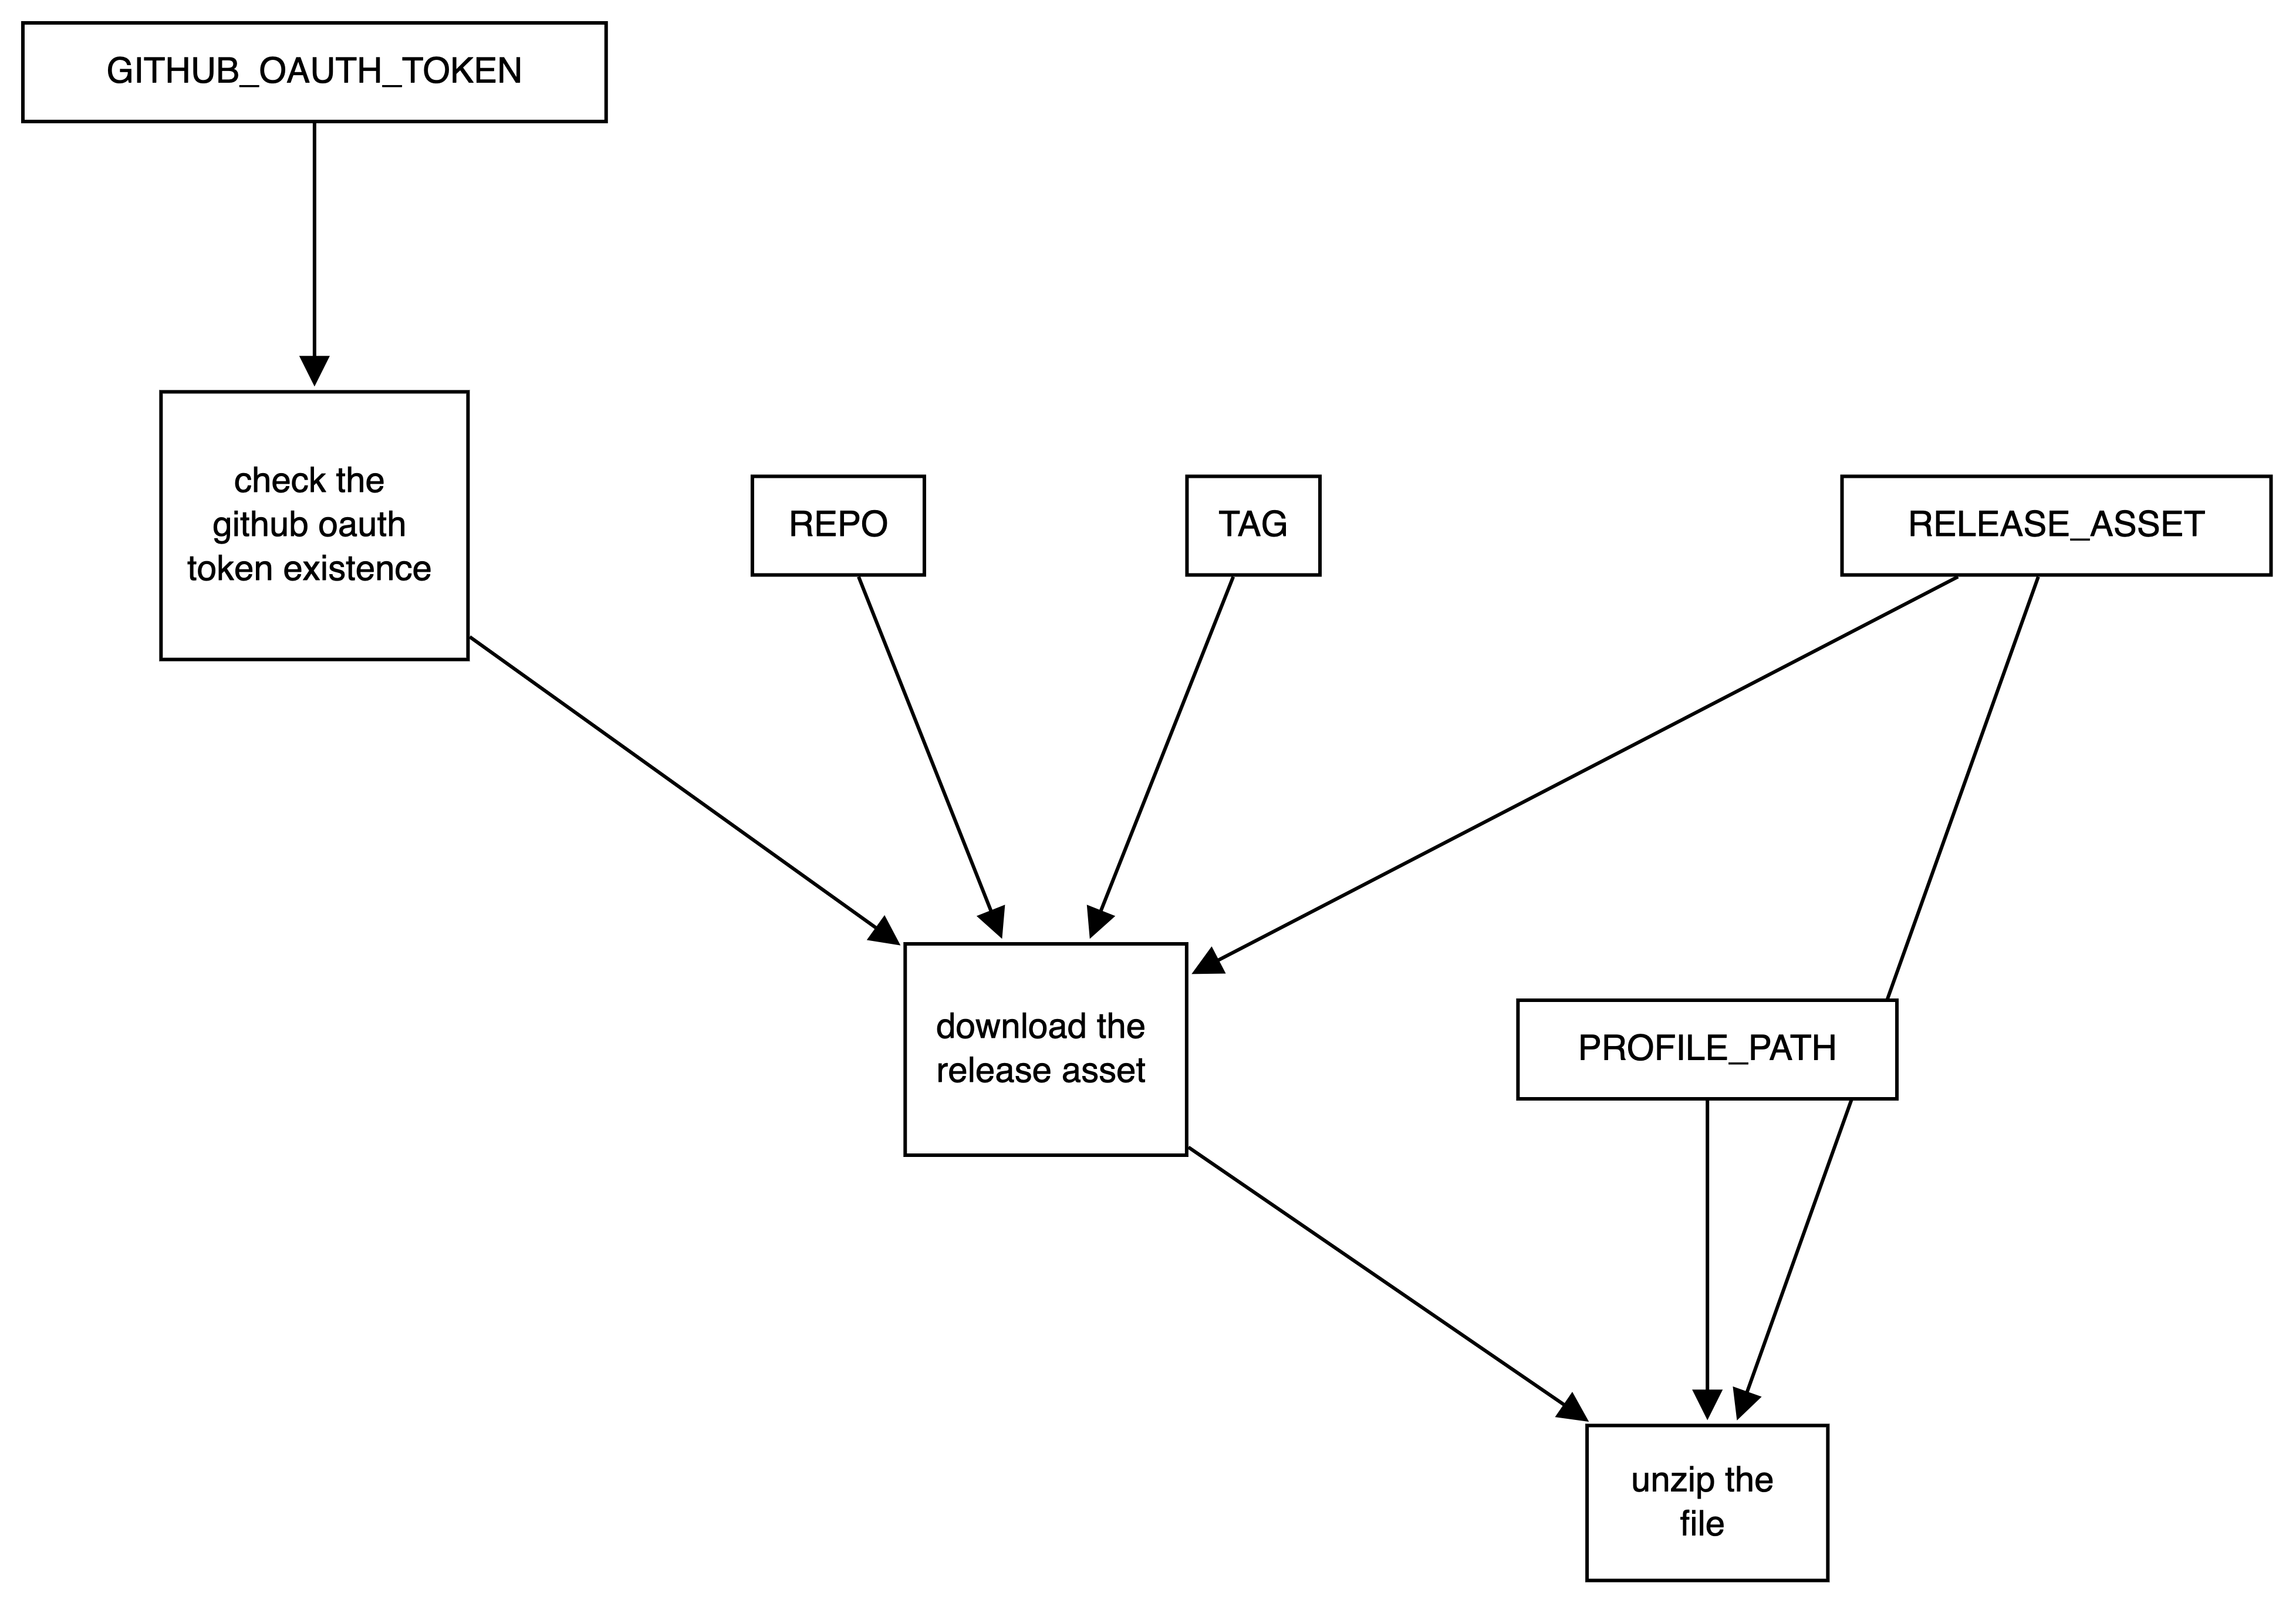 GITHUB_OAUTH_TOKEN
check the
github oauth
token existence
REPO
TAG
RELEASE_ASSET
download the
release asset
PROFILE_PATH
unzip the
file